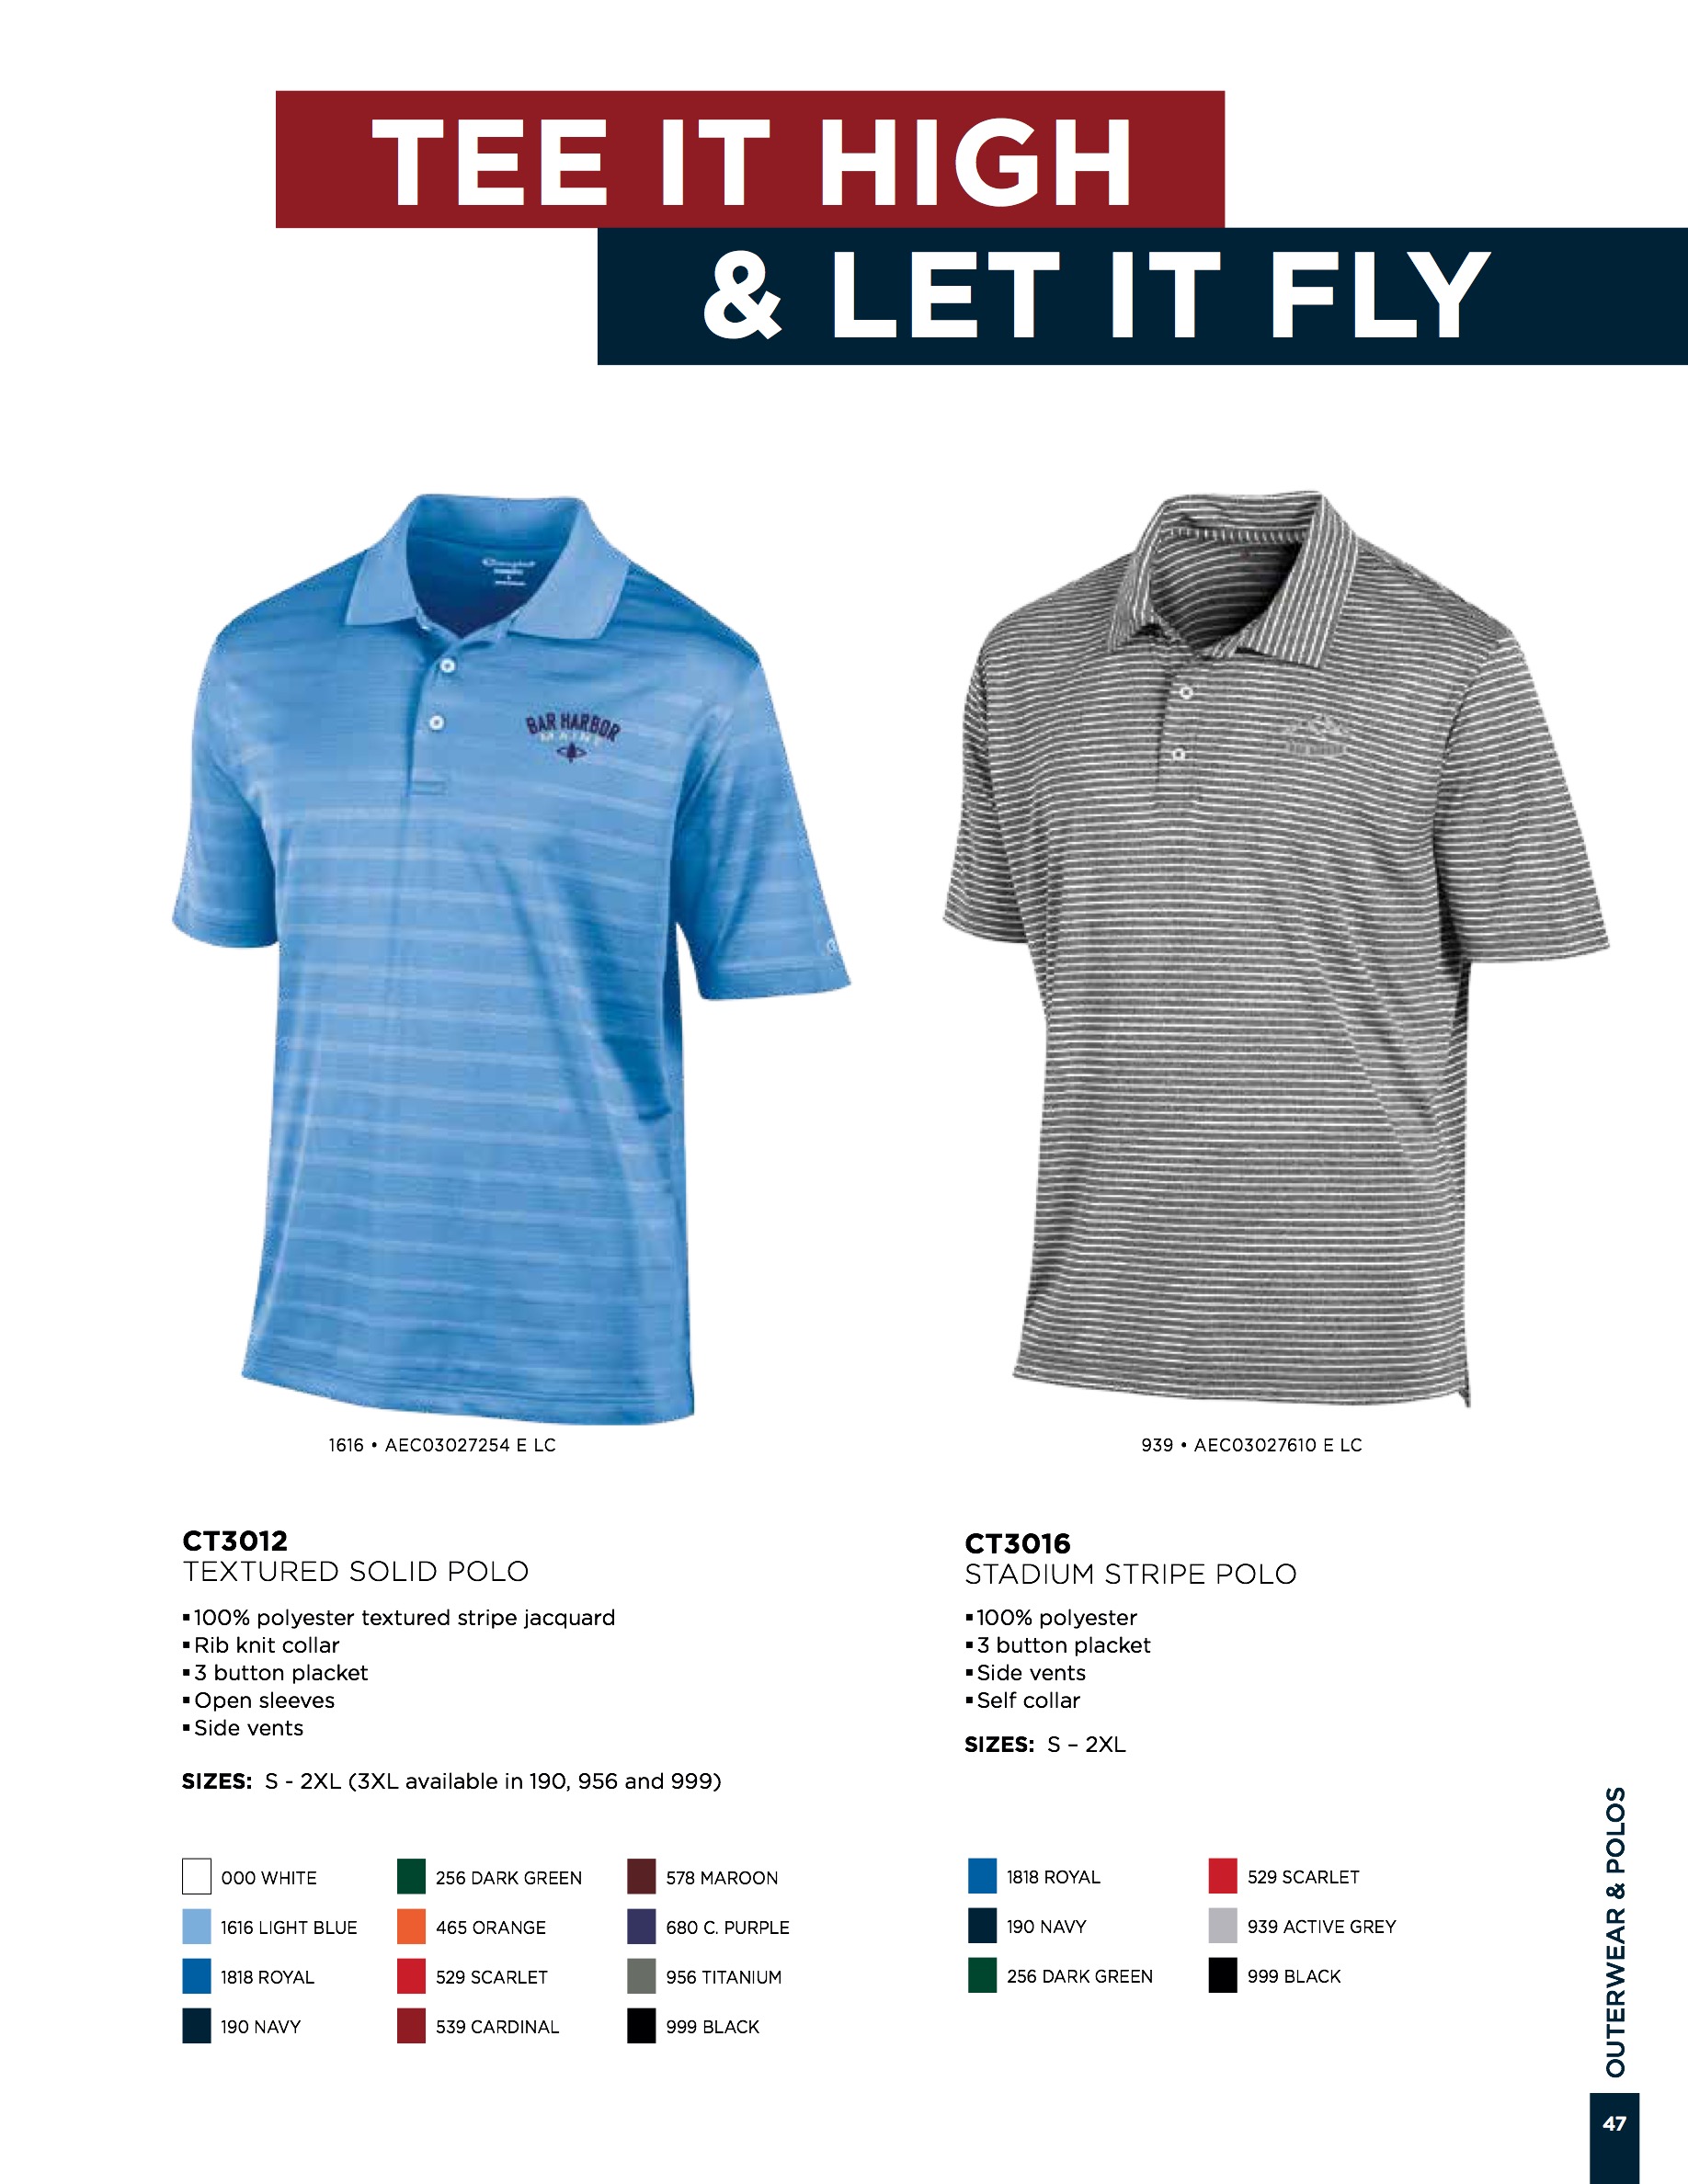 TEE IT HIGH
& LET IT FLY
Champion
BAR HARBOR
MAINE
1616 • AEC03027254 E LC
939 • AEC03027610 E LC
CT3012
TEXTURED SOLID POLO
▪ 100% polyester textured stripe jacquard
▪ Rib knit collar
▪ 3 button placket
▪ Open sleeves
▪ Side vents
SIZES: S - 2XL (3XL available in 190, 956 and 999)
000 WHITE
1616 LIGHT BLUE
1818 ROYAL
190 NAVY
256 DARK GREEN
465 ORANGE
529 SCARLET
539 CARDINAL
578 MAROON
680 C. PURPLE
956 TITANIUM
999 BLACK
CT3016
STADIUM STRIPE POLO
▪ 100% polyester
▪ 3 button placket
▪ Side vents
▪ Self collar
SIZES: S – 2XL
1818 ROYAL
190 NAVY
256 DARK GREEN
529 SCARLET
939 ACTIVE GREY
999 BLACK
OUTERWEAR & POLOS
47